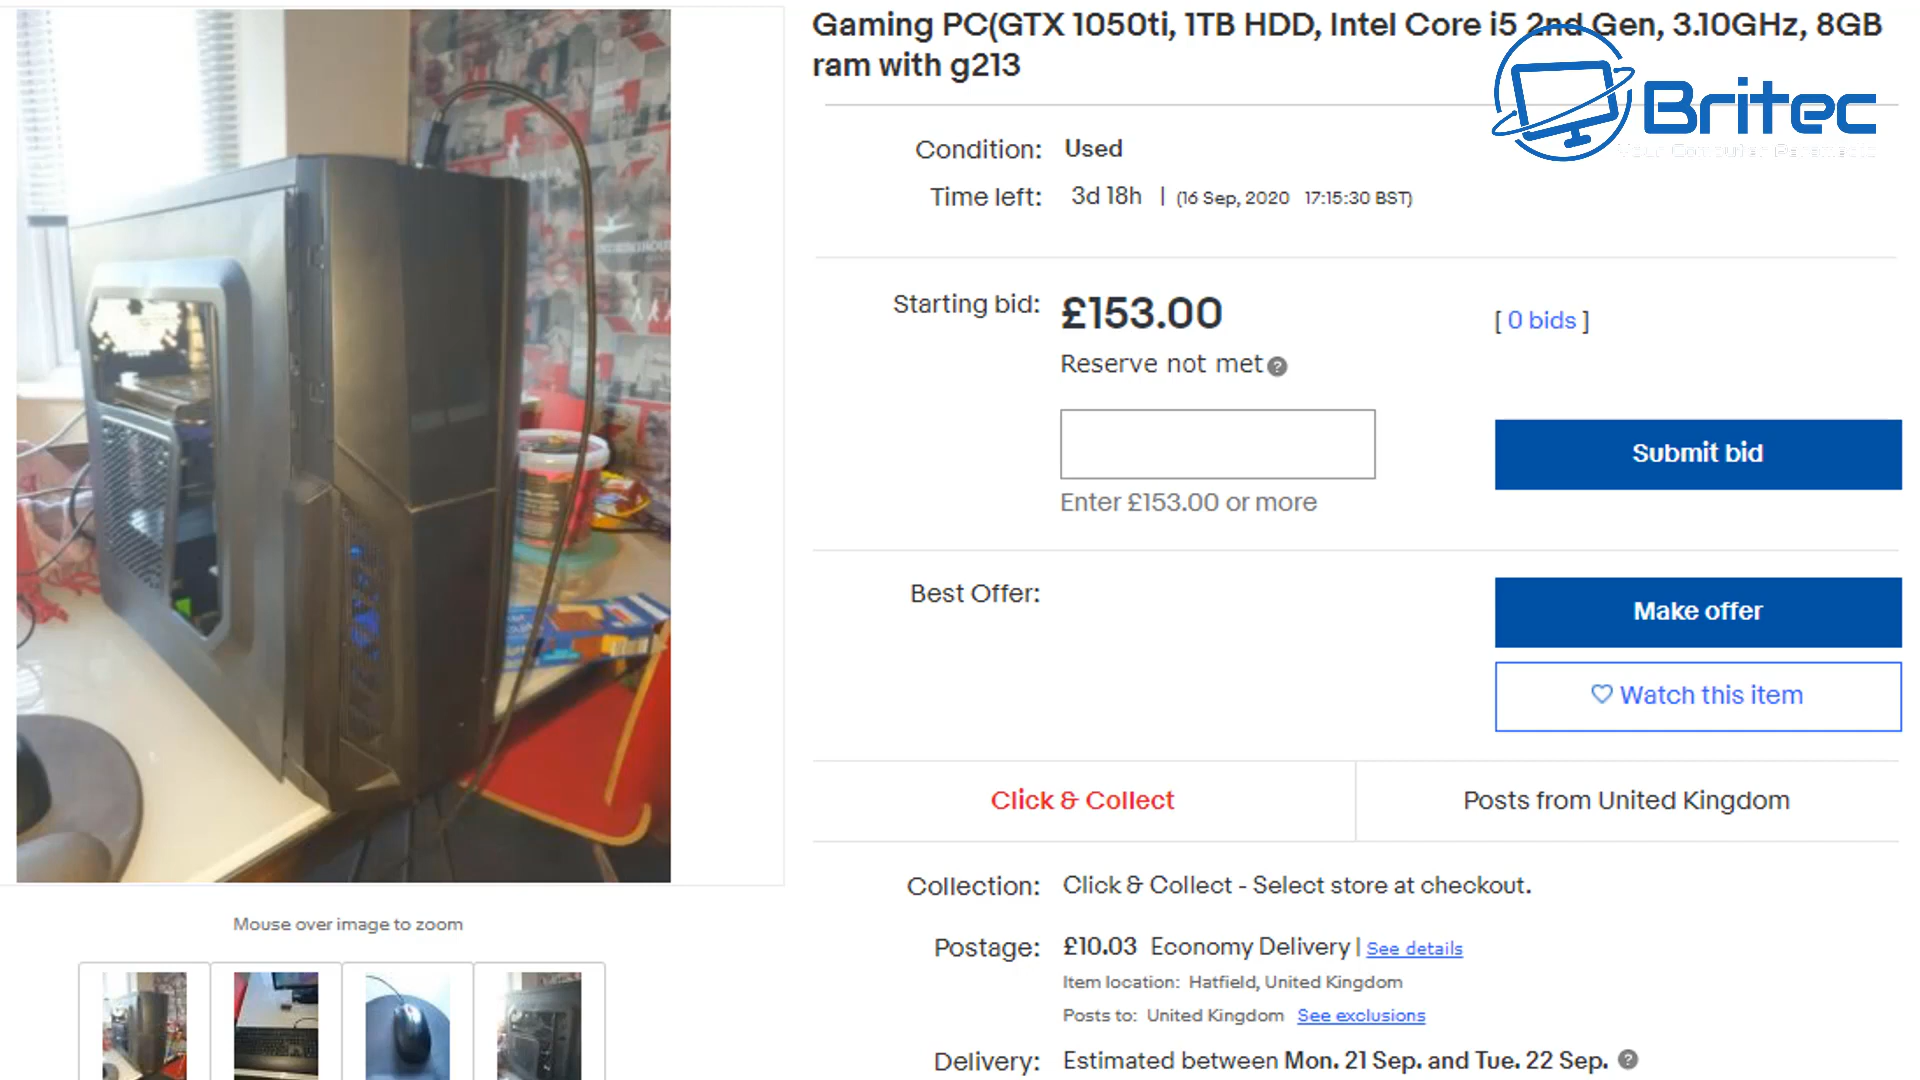 Gaming PC(GTX 1050ti, 1TB HDD, Intel Core i5 2nd Gen, 3.10GHz, 8GB
ram with g213
Britec
Your Computer Paramedic
Condition: Used
Time left: 3d 18h | (16 Sep, 2020 17:15:30 BST)
Starting bid: £153.00 [ 0 bids ]
Reserve not met
Submit bid
Enter £153.00 or more
Best Offer:
Make offer
Watch this item
Click & Collect
Posts from United Kingdom
Collection: Click & Collect - Select store at checkout.
Mouse over image to zoom
Postage: £10.03 Economy Delivery | See details
Item location: Hatfield, United Kingdom
Posts to: United Kingdom See exclusions
Delivery: Estimated between Mon. 21 Sep. and Tue. 22 Sep.